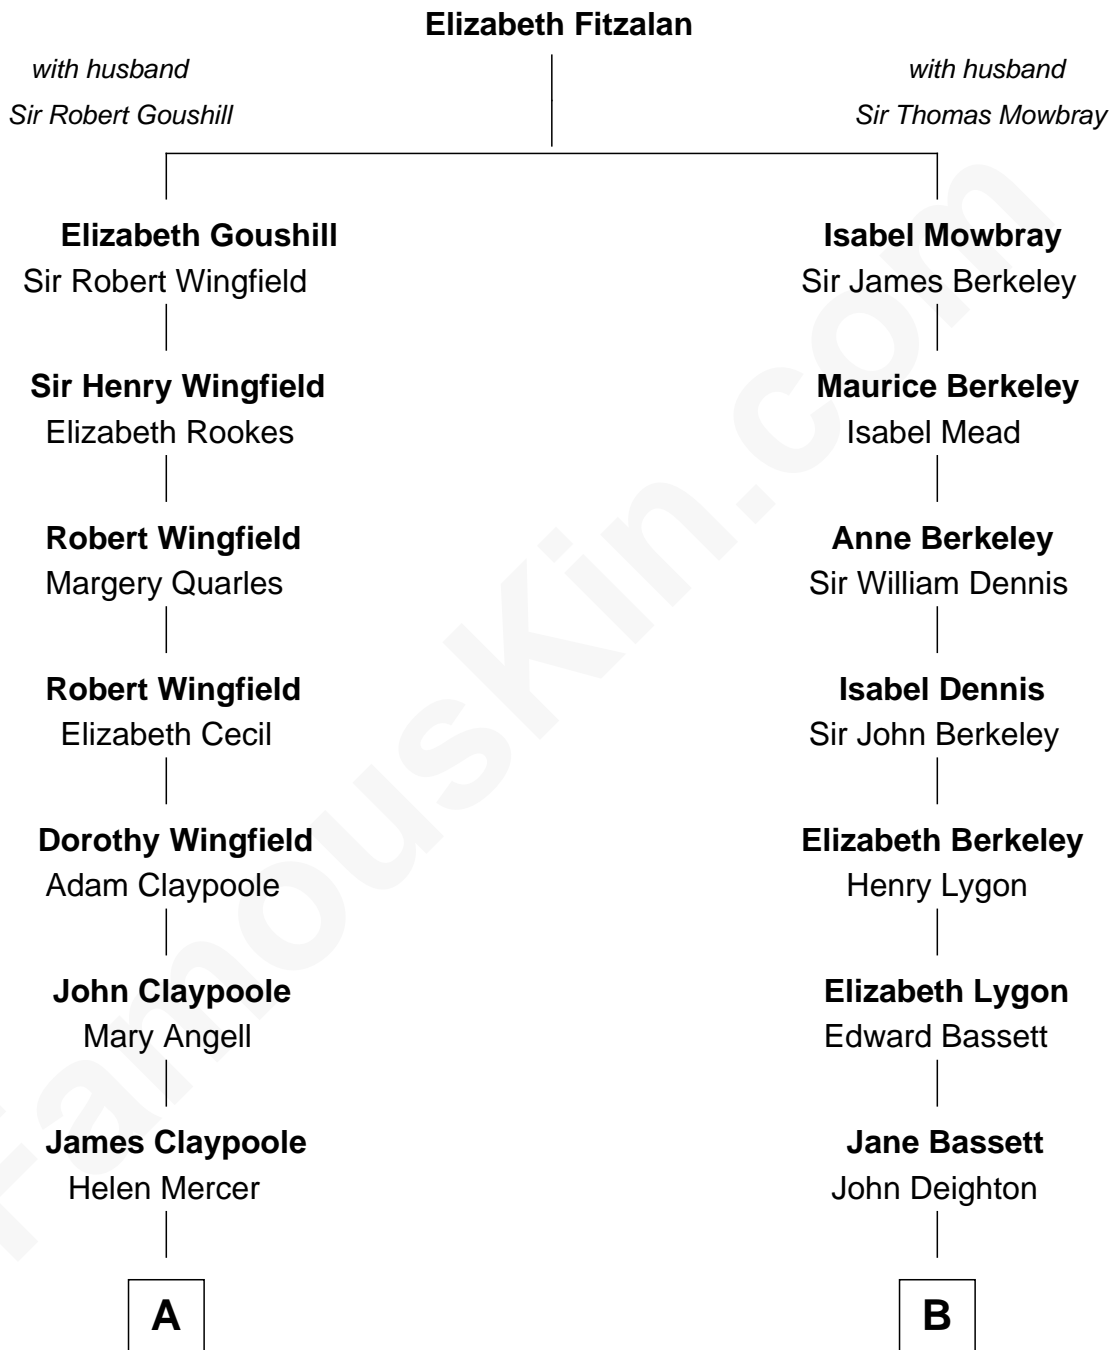 Elizabeth Fitzalan
with husband
Sir Robert Goushill
with husband
Sir Thomas Mowbray
Elizabeth Goushill
Sir Robert Wingfield
Isabel Mowbray
Sir James Berkeley
Sir Henry Wingfield
Elizabeth Rookes
Maurice Berkeley
Isabel Mead
Robert Wingfield
Margery Quarles
Anne Berkeley
Sir William Dennis
Robert Wingfield
Elizabeth Cecil
Isabel Dennis
Sir John Berkeley
Dorothy Wingfield
Adam Claypoole
Elizabeth Berkeley
Henry Lygon
John Claypoole
Mary Angell
Elizabeth Lygon
Edward Bassett
James Claypoole
Helen Mercer
Jane Bassett
John Deighton
A
B
FamousKin.com